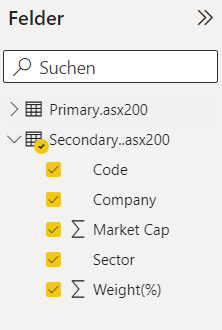 Felder
Suchen
Primary.asx200
Secondary..asx200
Code
Company
Market Cap
Sector
Weight(%)